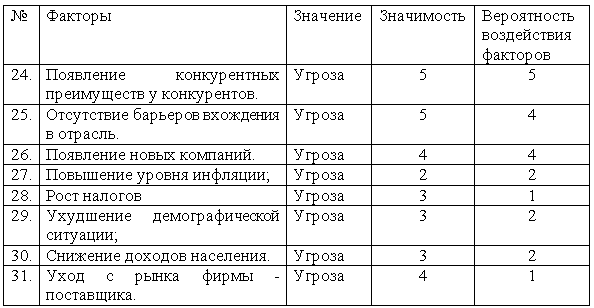 № Факторы Значение Значимость Вероятность
воздействия
факторов
24. Появление конкурентных Угроза 5 5
преимуществ у конкурентов.
25. Отсутствие барьеров вхождения Угроза 5 4
в отрасль.
26. Появление новых компаний. Угроза 4 4
27. Повышение уровня инфляции; Угроза 2 2
28. Рост налогов Угроза 3 1
29. Ухудшение демографической Угроза 3 2
ситуации;
30. Снижение доходов населения. Угроза 3 2
31. Уход с рынка фирмы - Угроза 4 1
поставщика.